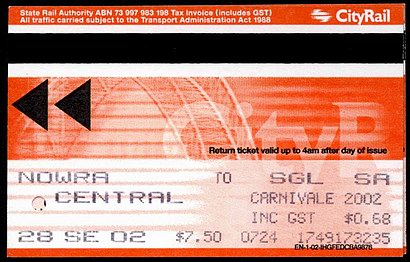 State Rail Authority ABN 73 997 983 198 Tax Invoice (includes GST)
All traffic carried subject to the Transport Administration Act 1988
CityRail
CityR
Return ticket valid up to 4am after day of issue
NOWRA TO SGL SA
CENTRAL CARNIVALE 2002
INC GST $0.68
28 SE 02 $7.50 0724 1749173235
EN-1-02-IHGFEDCBA9876